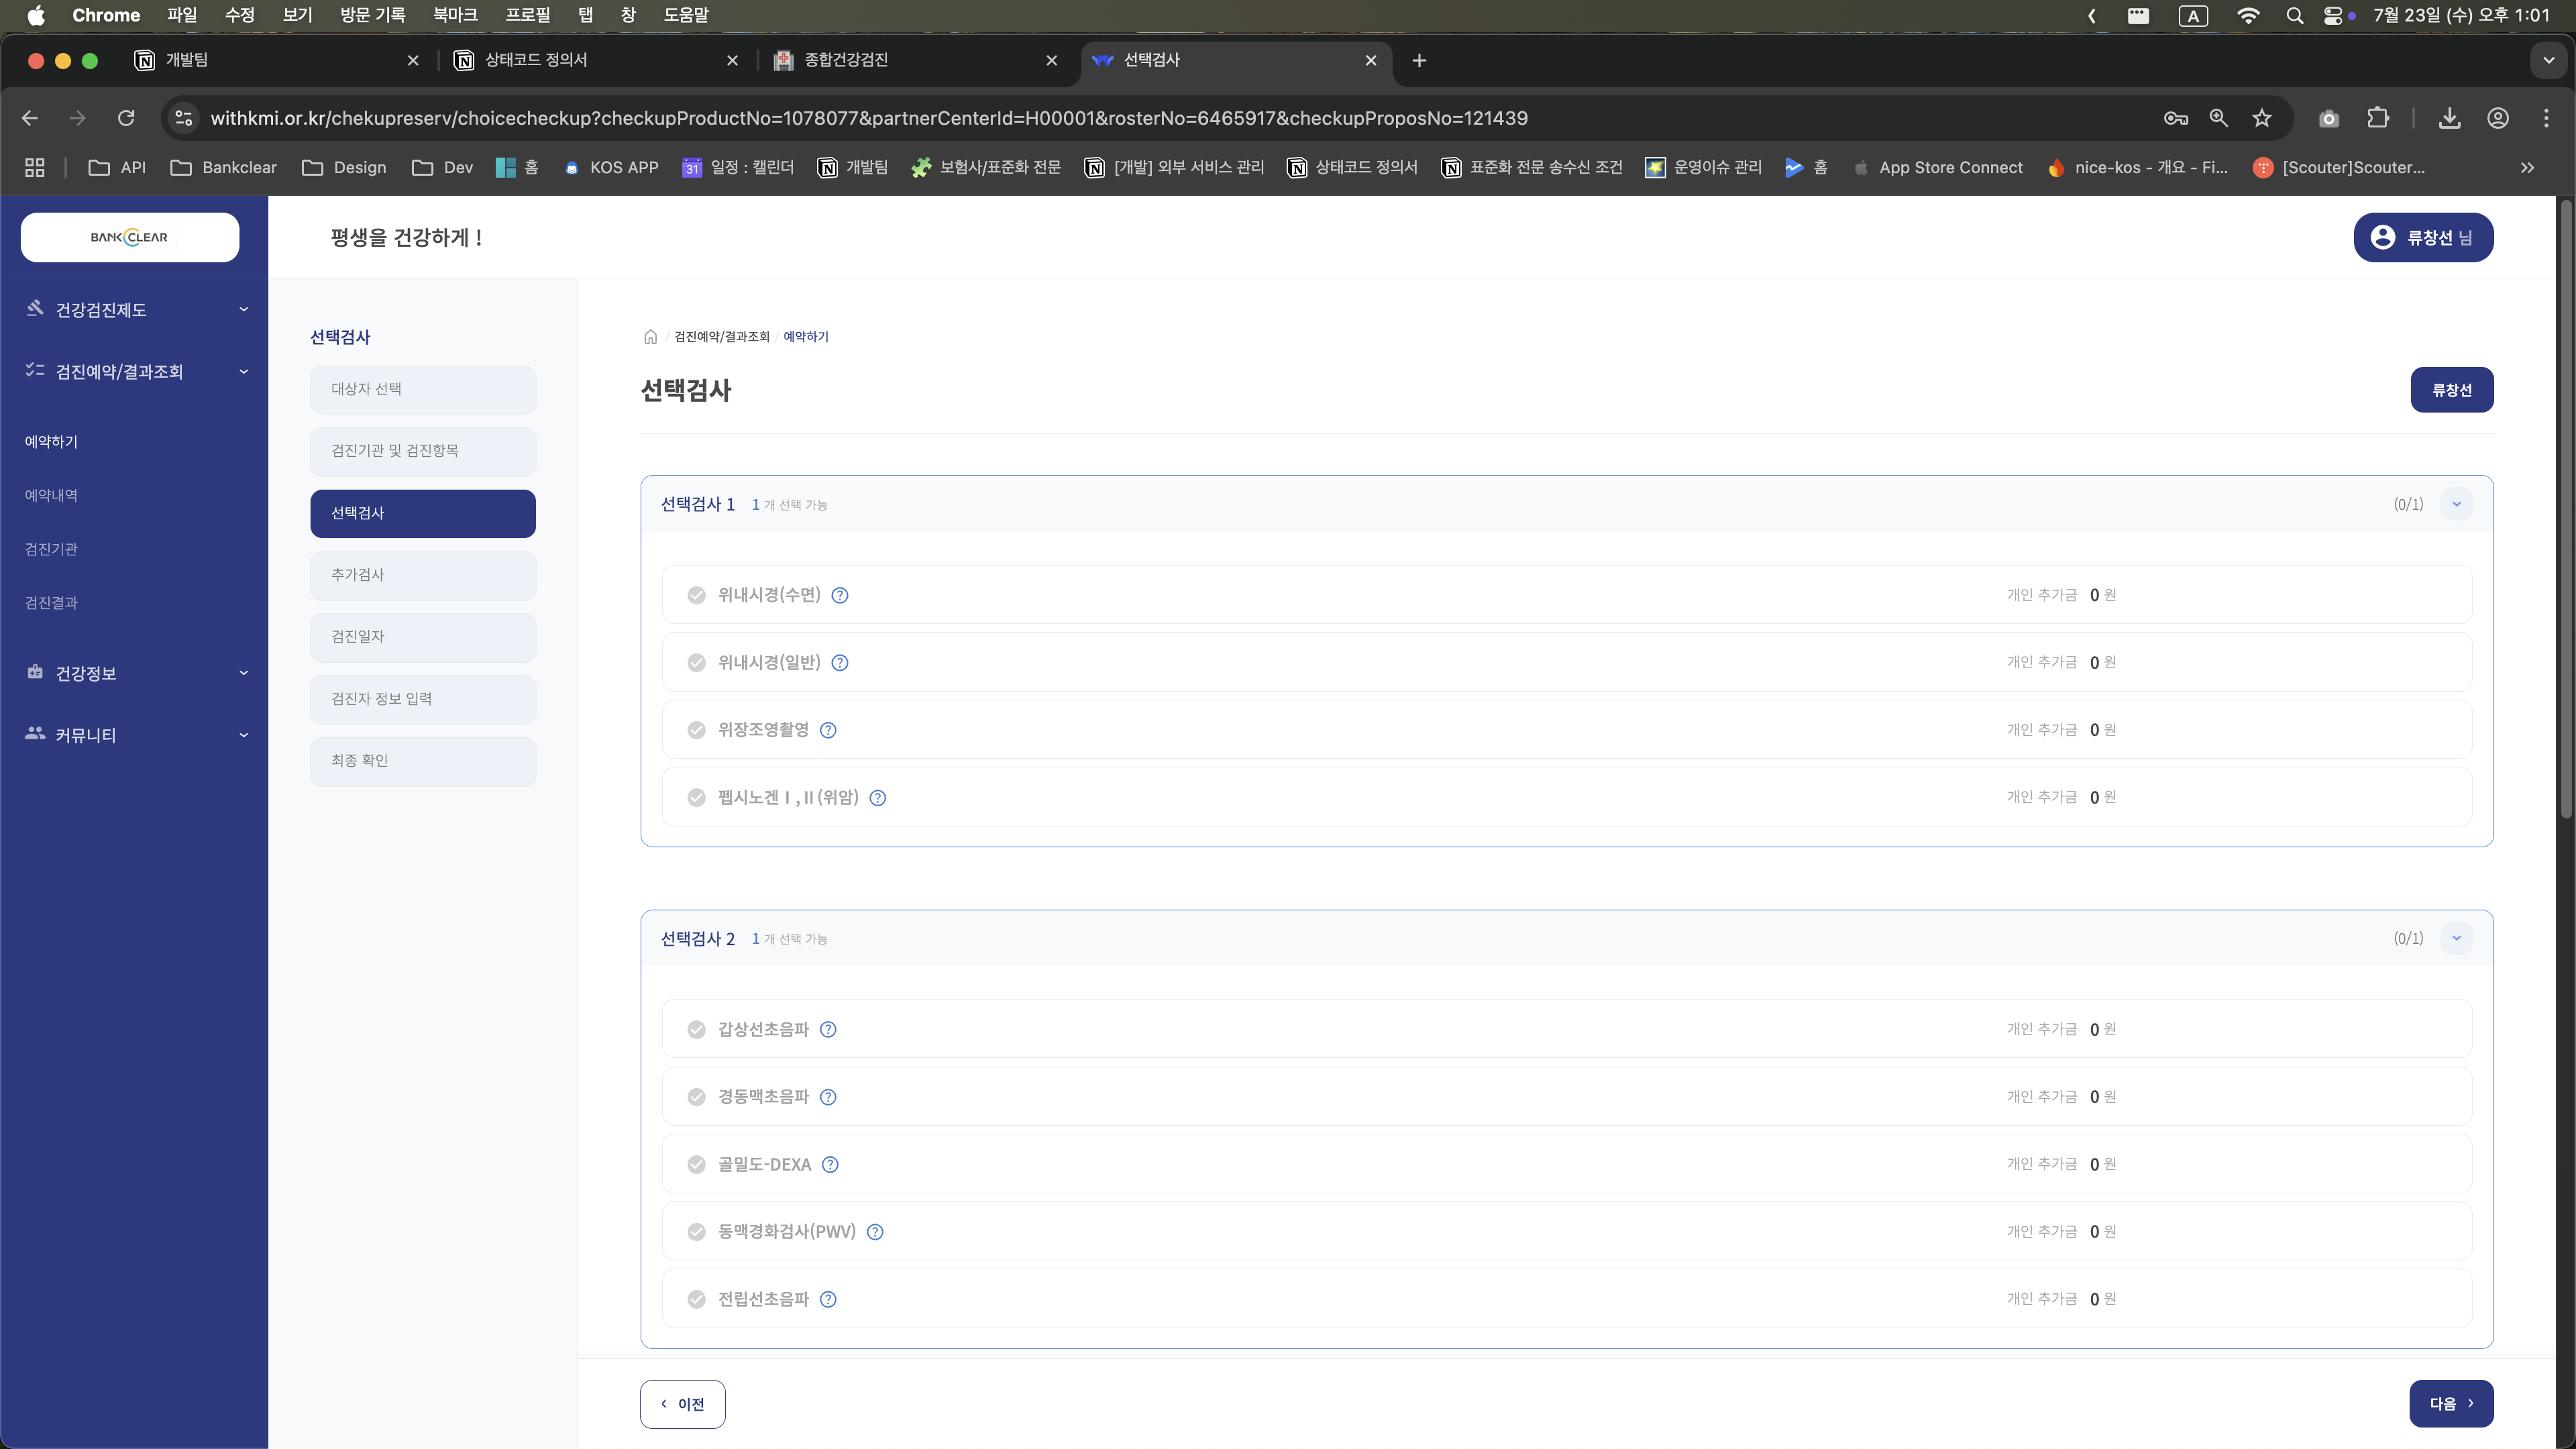 Chrome 파일 수정 보기 방문 기록 북마크 프로필 탭 창 도움말
A 7월 23일 (수) 오후 1:01
개발팀 상태코드 정의서 종합건강검진 선택검사
withkmi.or.kr/chekupreserv/choicecheckup?checkupProductNo=1078077&partnerCenterId=H00001&rosterNo=6465917&checkupProposNo=121439
API Bankclear Design Dev 홈 KOS APP 31 일정 : 캘린더 개발팀 보험사/표준화 전문 [개발] 외부 서비스 관리 상태코드 정의서 표준화 전문 송수신 조건 운영이슈 관리 홈 App Store Connect nice-kos - 개요 - Fi... [Scouter]Scouter...
BANKCLEAR
평생을 건강하게 !
류창선 님
건강검진제도
검진예약/결과조회
예약하기
예약내역
검진기관
검진결과
건강정보
커뮤니티
선택검사
대상자 선택
검진기관 및 검진항목
선택검사
추가검사
검진일자
검진자 정보 입력
최종 확인
/ 검진예약/결과조회 / 예약하기
선택검사
류창선
선택검사 1 1 개 선택 가능 (0/1)
위내시경(수면) ? 개인 추가금 0 원
위내시경(일반) ? 개인 추가금 0 원
위장조영촬영 ? 개인 추가금 0 원
펩시노겐Ⅰ,Ⅱ(위암) ? 개인 추가금 0 원
선택검사 2 1 개 선택 가능 (0/1)
갑상선초음파 ? 개인 추가금 0 원
경동맥초음파 ? 개인 추가금 0 원
골밀도-DEXA ? 개인 추가금 0 원
동맥경화검사(PWV) ? 개인 추가금 0 원
전립선초음파 ? 개인 추가금 0 원
이전
다음